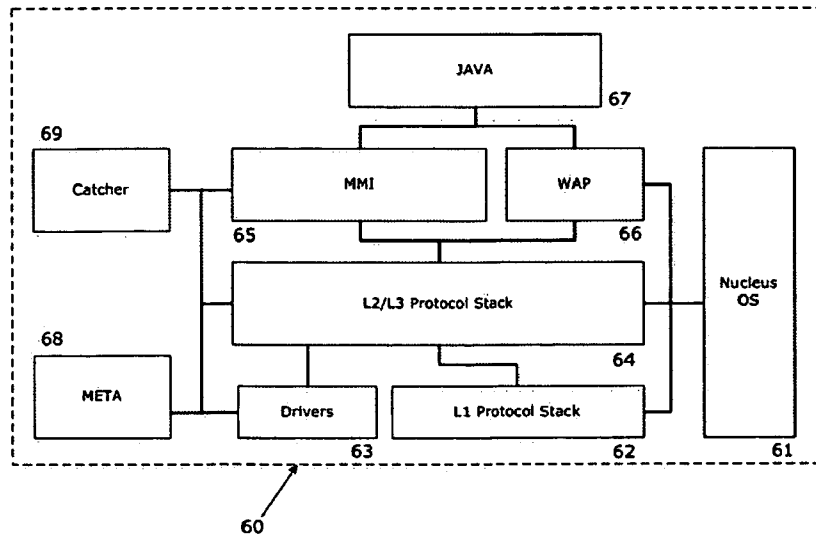 JAVA
67
69
Catcher
MMI
65
WAP
66
Nucleus
OS
61
L2/L3 Protocol Stack
64
68
META
Drivers
63
L1 Protocol Stack
62
60